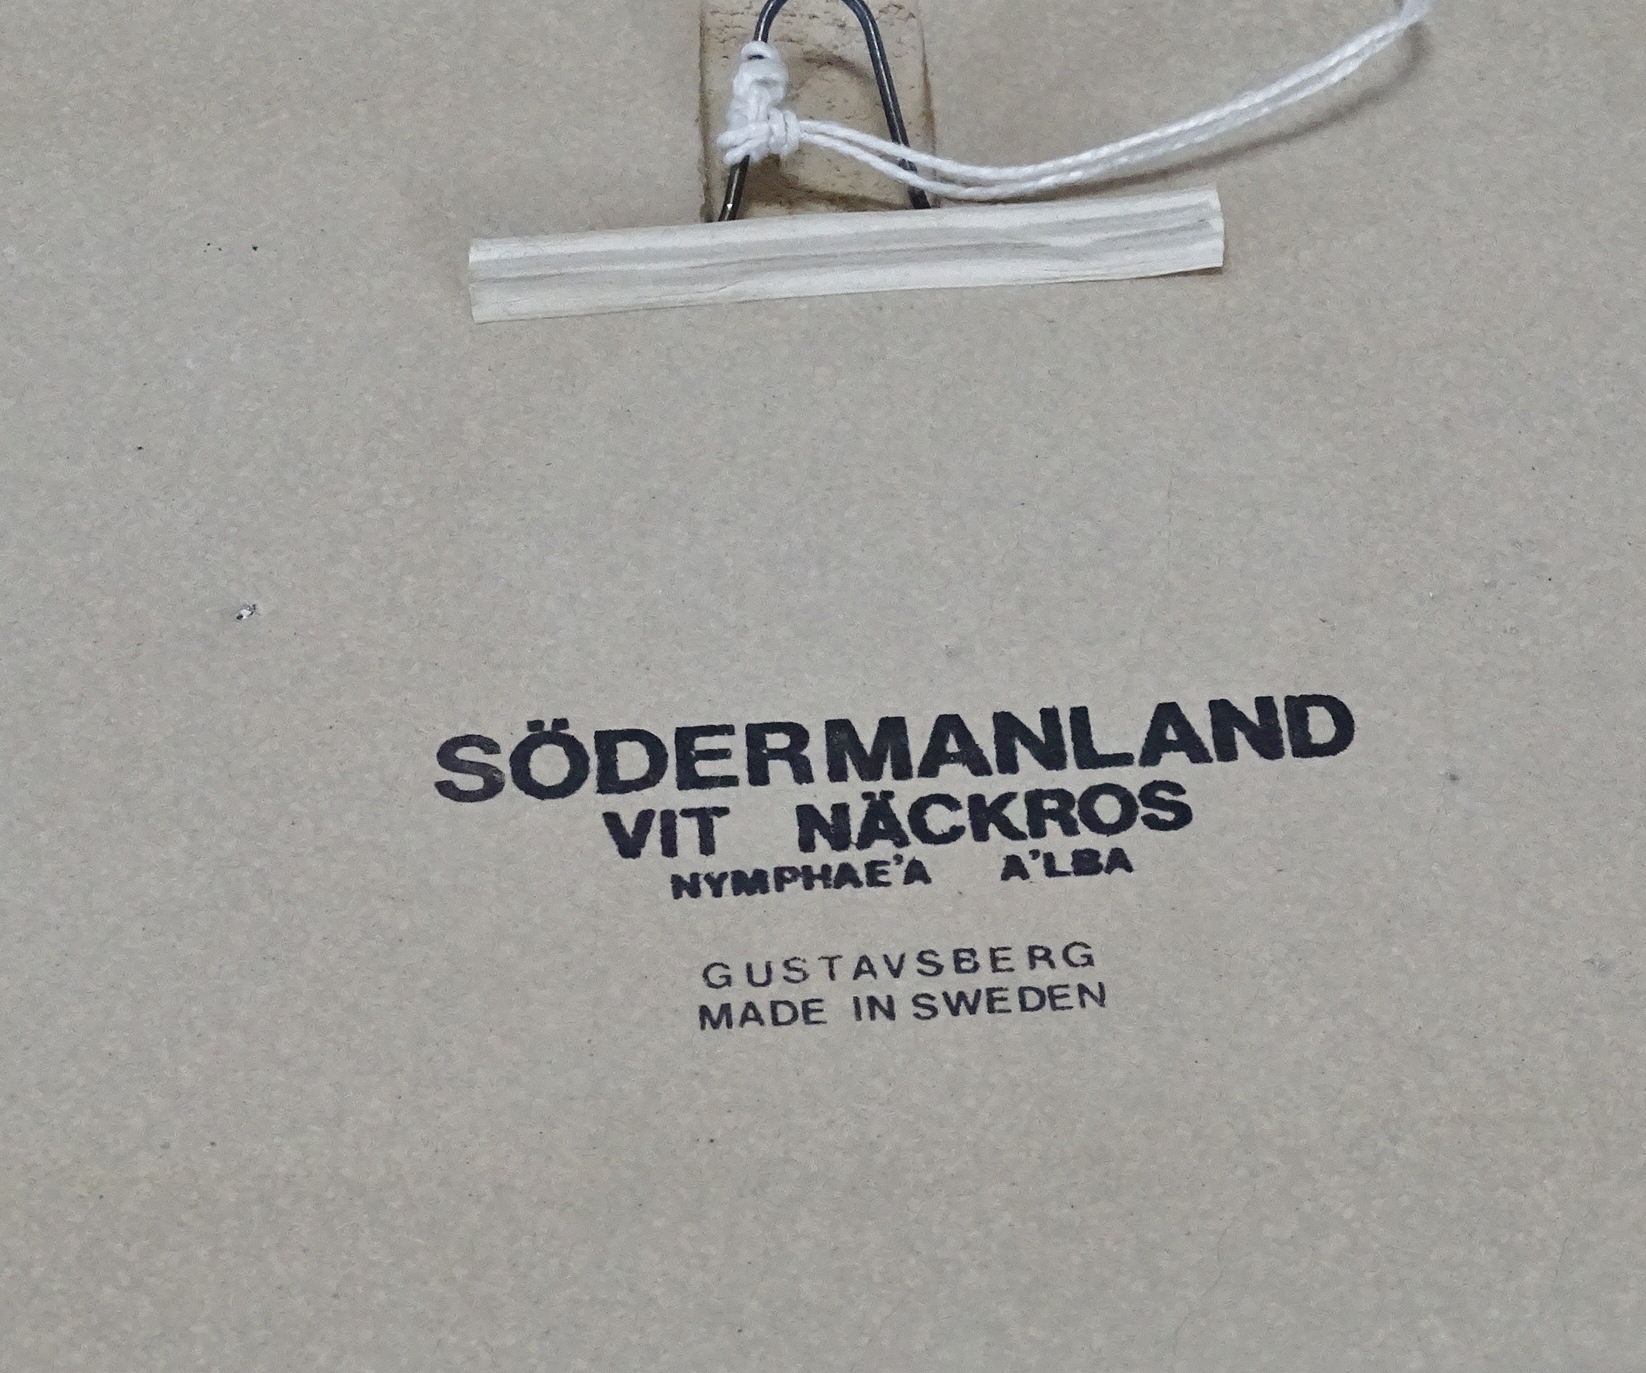 SÖDERMANLAND
VIT NÄCKROS
NYMPHAE'A A'LBA
GUSTAVSBERG
MADE IN SWEDEN